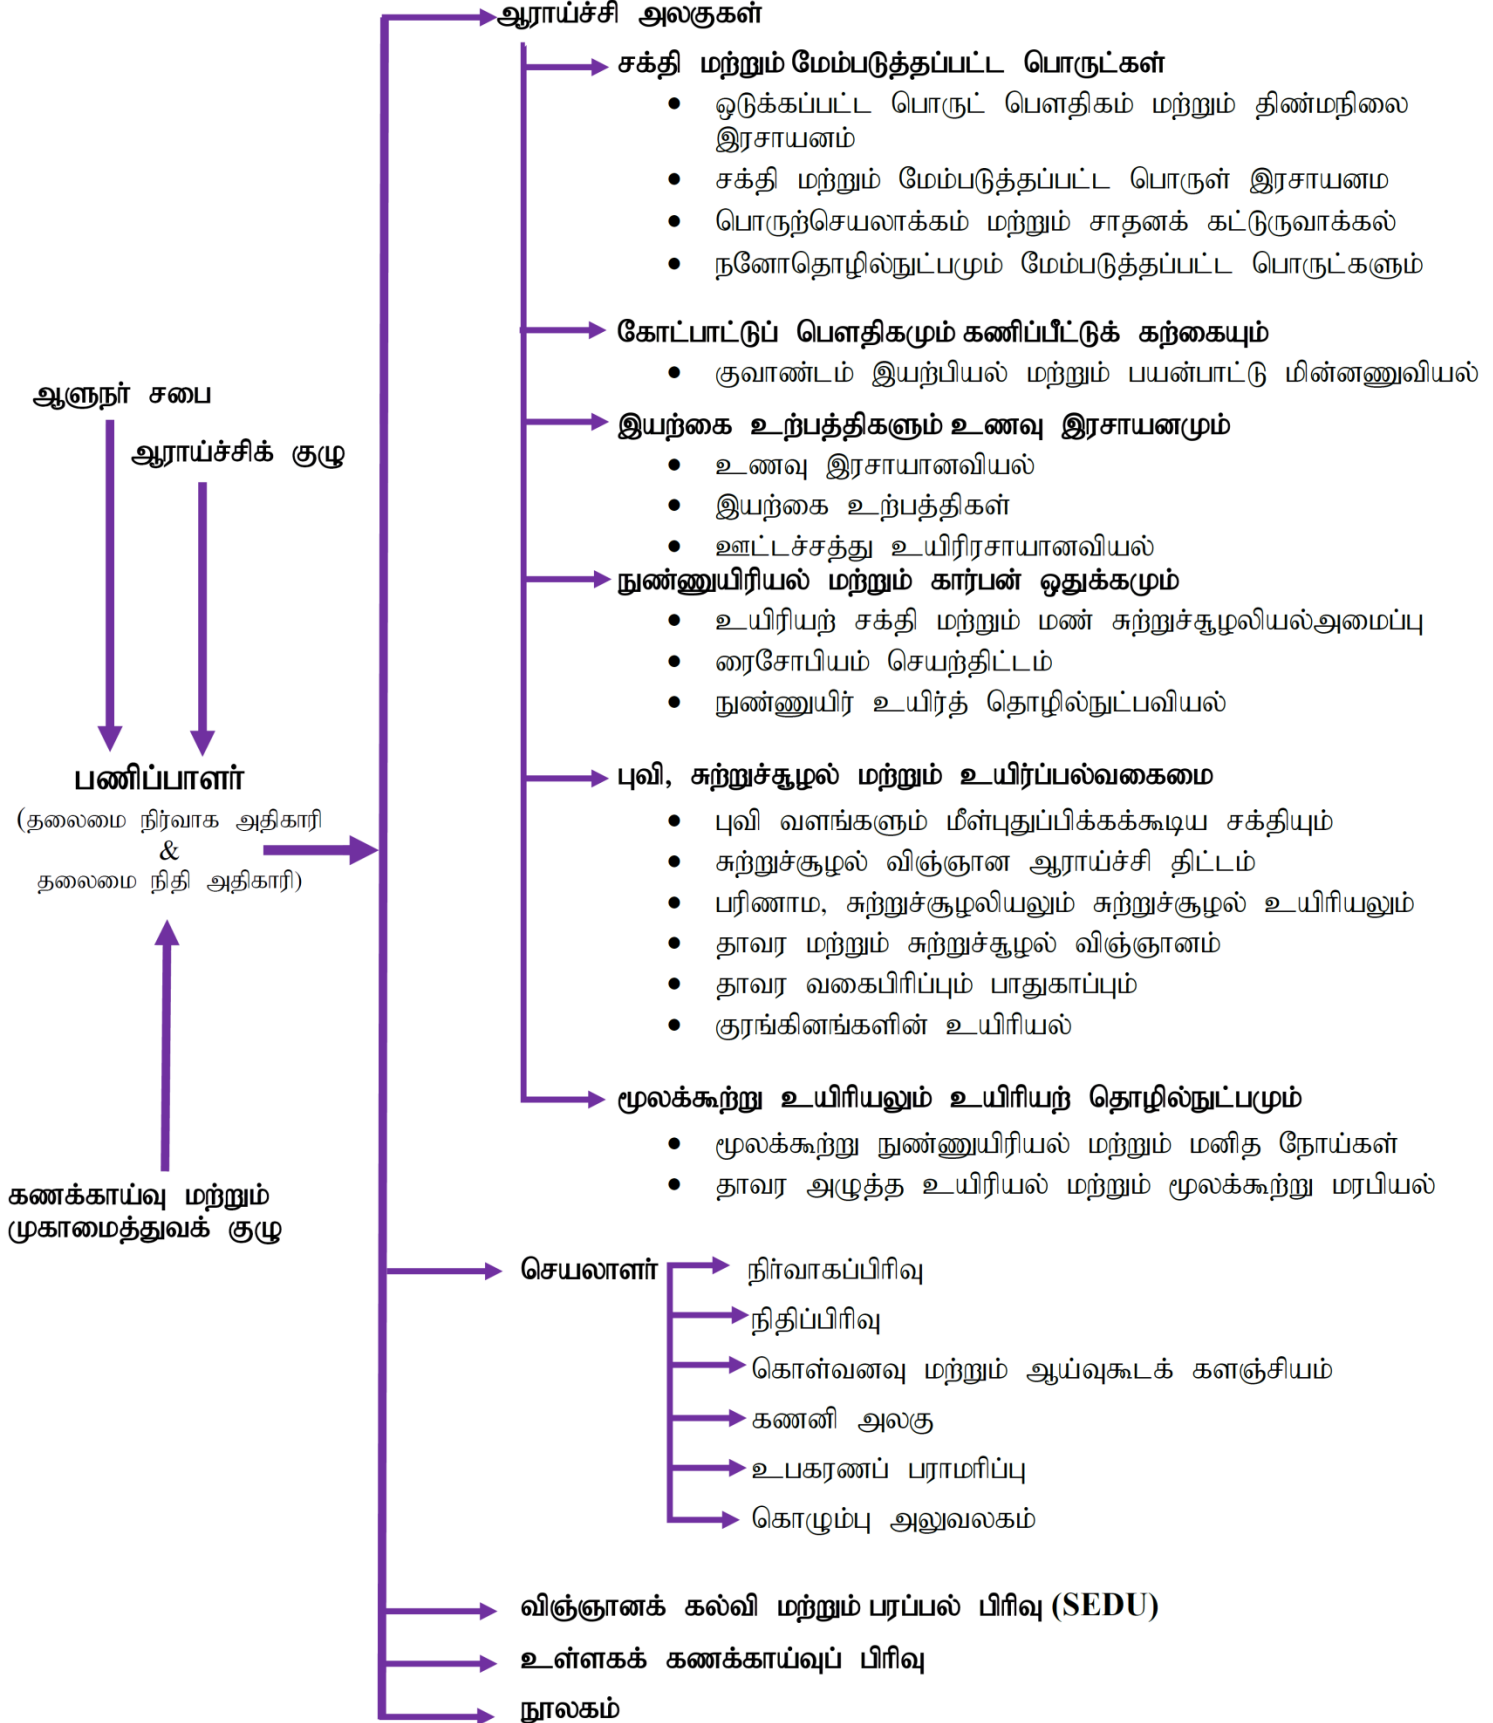 ஆளுநர் சபை
ஆராய்ச்சிக் குழு
பணிப்பாளர்
(தலைமை நிர்வாக அதிகாரி
&
தலைமை நிதி அதிகாரி)
கணக்காய்வு மற்றும்
முகாமைத்துவக் குழு
ஆராய்ச்சி அலகுகள்
சக்தி மற்றும் மேம்படுத்தப்பட்ட பொருட்கள்
• ஒடுக்கப்பட்ட பொருட் பௌதிகம் மற்றும் திண்மநிலை
இரசாயனம்
• சக்தி மற்றும் மேம்படுத்தப்பட்ட பொருள் இரசாயனம
• பொருற்செயலாக்கம் மற்றும் சாதனக் கட்டுருவாக்கல்
• நனோதொழில்நுட்பமும் மேம்படுத்தப்பட்ட பொருட்களும்
கோட்பாட்டுப் பௌதிகமும் கணிப்பீட்டுக் கற்கையும்
• குவாண்டம் இயற்பியல் மற்றும் பயன்பாட்டு மின்னணுவியல்
இயற்கை உற்பத்திகளும் உணவு இரசாயனமும்
• உணவு இரசாயானவியல்
• இயற்கை உற்பத்திகள்
• ஊட்டச்சத்து உயிரிரசாயானவியல்
நுண்ணுயிரியல் மற்றும் கார்பன் ஒதுக்கமும்
• உயிரியற் சக்தி மற்றும் மண் சுற்றுச்சூழலியல்அமைப்பு
• ரைசோபியம் செயற்திட்டம்
• நுண்ணுயிர் உயிர்த் தொழில்நுட்பவியல்
புவி, சுற்றுச்சூழல் மற்றும் உயிர்ப்பல்வகைமை
• புவி வளங்களும் மீள்புதுப்பிக்கக்கூடிய சக்தியும்
• சுற்றுச்சூழல் விஞ்ஞான ஆராய்ச்சி திட்டம்
• பரிணாம, சுற்றுச்சூழலியலும் சுற்றுச்சூழல் உயிரியலும்
• தாவர மற்றும் சுற்றுச்சூழல் விஞ்ஞானம்
• தாவர வகைபிரிப்பும் பாதுகாப்பும்
• குரங்கினங்களின் உயிரியல்
மூலக்கூற்று உயிரியலும் உயிரியற் தொழில்நுட்பமும்
• மூலக்கூற்று நுண்ணுயிரியல் மற்றும் மனித நோய்கள்
• தாவர அழுத்த உயிரியல் மற்றும் மூலக்கூற்று மரபியல்
செயலாளர்
நிர்வாகப்பிரிவு
நிதிப்பிரிவு
கொள்வனவு மற்றும் ஆய்வுகூடக் களஞ்சியம்
கணனி அலகு
உபகரணப் பராமரிப்பு
கொழும்பு அலுவலகம்
விஞ்ஞானக் கல்வி மற்றும் பரப்பல் பிரிவு (SEDU)
உள்ளகக் கணக்காய்வுப் பிரிவு
நூலகம்